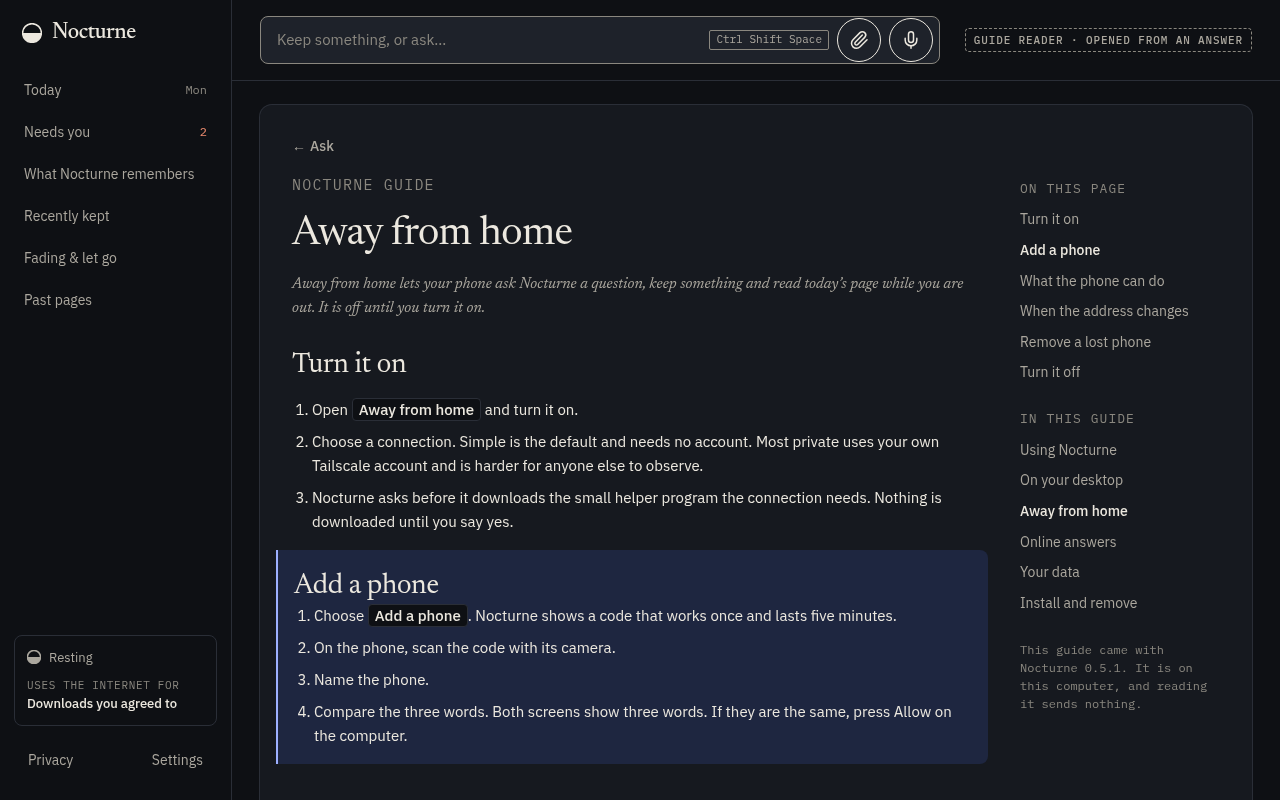 Nocturne
Today
Mon
Needs you
2
What Nocturne remembers
Recently kept
Fading & let go
Past pages
Resting
USES THE INTERNET FOR
Downloads you agreed to
Privacy
Settings
Keep something, or ask...
Ctrl Shift Space
GUIDE READER · OPENED FROM AN ANSWER
← Ask
NOCTURNE GUIDE
Away from home
Away from home lets your phone ask Nocturne a question, keep something and read today's page while you are
out. It is off until you turn it on.
Turn it on
1. Open Away from home and turn it on.
2. Choose a connection. Simple is the default and needs no account. Most private uses your own
Tailscale account and is harder for anyone else to observe.
3. Nocturne asks before it downloads the small helper program the connection needs. Nothing is
downloaded until you say yes.
Add a phone
1. Choose Add a phone. Nocturne shows a code that works once and lasts five minutes.
2. On the phone, scan the code with its camera.
3. Name the phone.
4. Compare the three words. Both screens show three words. If they are the same, press Allow on
the computer.
ON THIS PAGE
Turn it on
Add a phone
What the phone can do
When the address changes
Remove a lost phone
Turn it off
IN THIS GUIDE
Using Nocturne
On your desktop
Away from home
Online answers
Your data
Install and remove
This guide came with
Nocturne 0.5.1. It is on
this computer, and reading
it sends nothing.